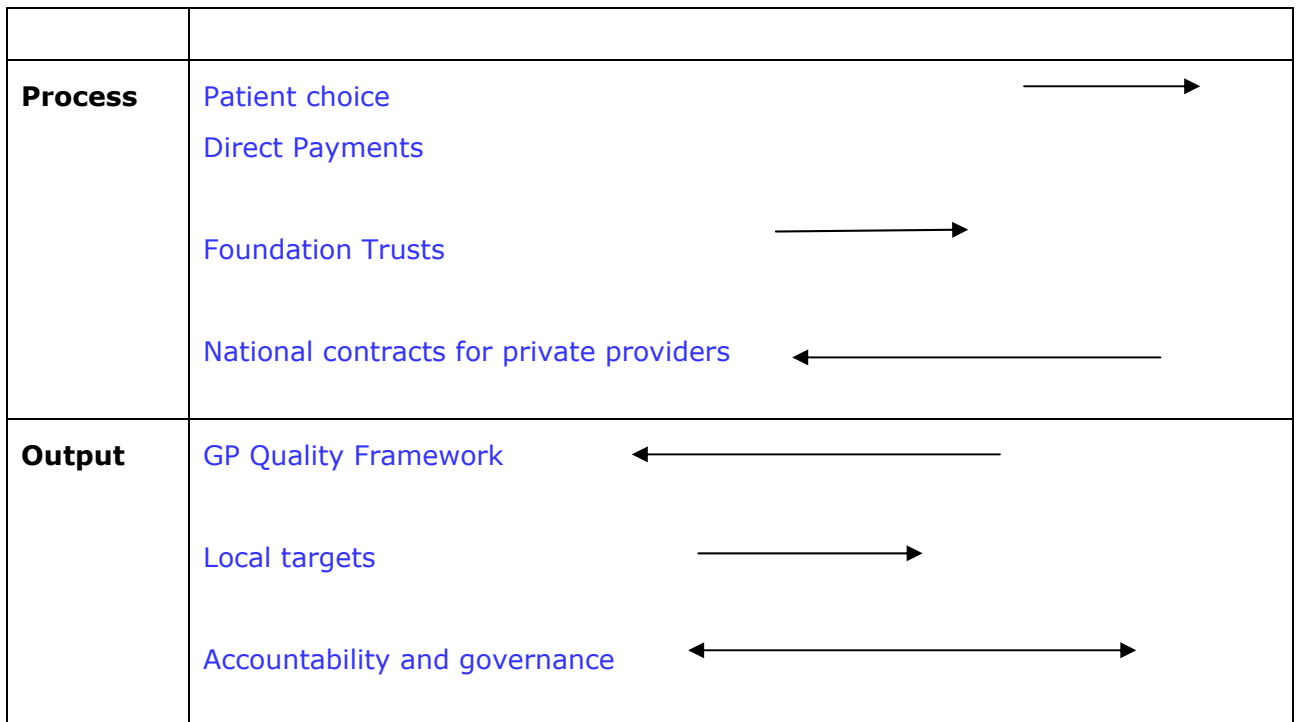 Process
Patient choice
Direct Payments
Foundation Trusts
National contracts for private providers
Output
GP Quality Framework
Local targets
Accountability and governance